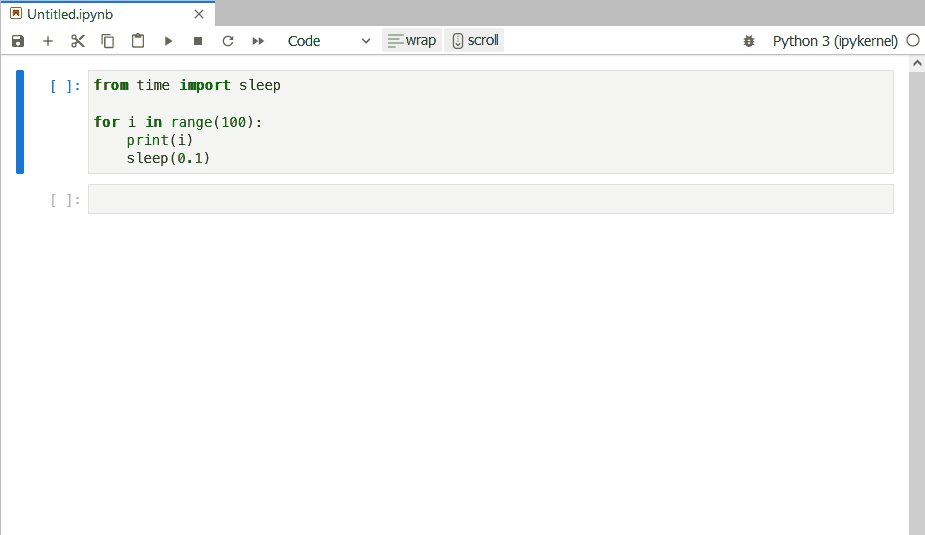 Untitled.ipynb
Code wrap scroll Python 3 (ipykernel)
[ ]: from time import sleep
for i in range(100):
    print(i)
    sleep(0.1)
[ ]: